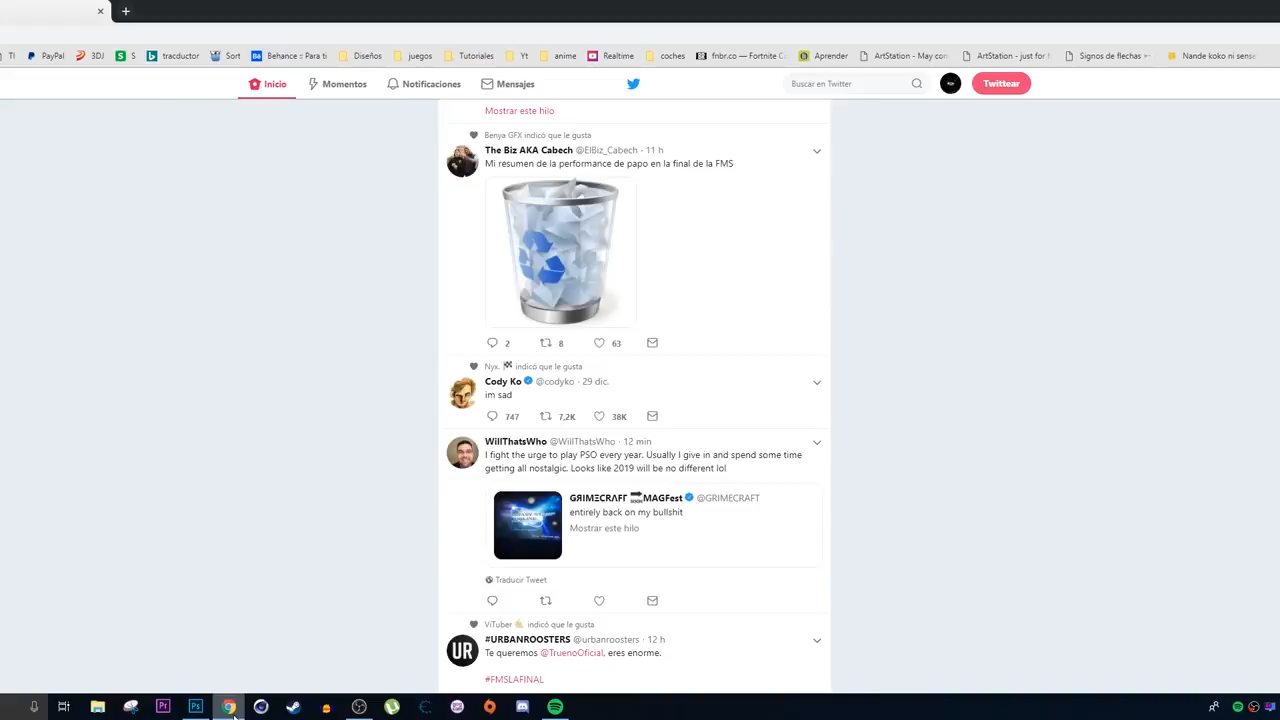 TI
PayPal
3DJ
S
tracductor
Sort
Behance :: Para ti
Diseños
juegos
Tutoriales
Yt
anime
Realtime
coches
fnbr.co — Fortnite C
Aprender
ArtStation - May con
ArtStation - just for f
Signos de flechas
Nande koko ni sense
Inicio
Momentos
Notificaciones
Mensajes
Buscar en Twitter
Twittear
Mostrar este hilo
Benya GFX indicó que le gusta
The Biz AKA Cabech @ElBiz_Cabech · 11 h
Mi resumen de la performance de papo en la final de la FMS
2 8 63
Nyx. indicó que le gusta
Cody Ko @codyko · 29 dic.
im sad
747 7,2K 38K
WillThatsWho @WillThatsWho · 12 min
I fight the urge to play PSO every year. Usually I give in and spend some time
getting all nostalgic. Looks like 2019 will be no different lol
GЯIMΞCRΛFГ SOON MAGFest @GRIMECRAFT
entirely back on my bullshit
Mostrar este hilo
Traducir Tweet
ViTuber indicó que le gusta
#URBANROOSTERS @urbanroosters · 12 h
UR
Te queremos @TruenoOficial, eres enorme.
#FMSLAFINAL
Pr
Ps